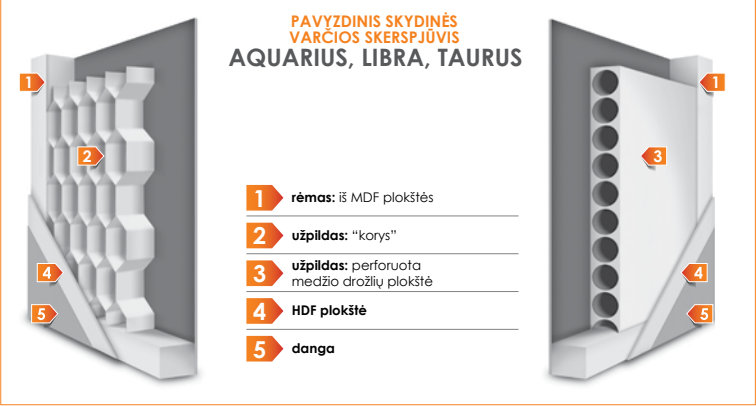 PAVYZDINIS SKYDINĖS
VARČIOS SKERSPJŪVIS
AQUARIUS, LIBRA, TAURUS
1
2
4
5
1 rėmas: iš MDF plokštės
2 užpildas: “korys”
3 užpildas: perforuota
medžio drožlių plokštė
4 HDF plokštė
5 danga
1
3
4
5